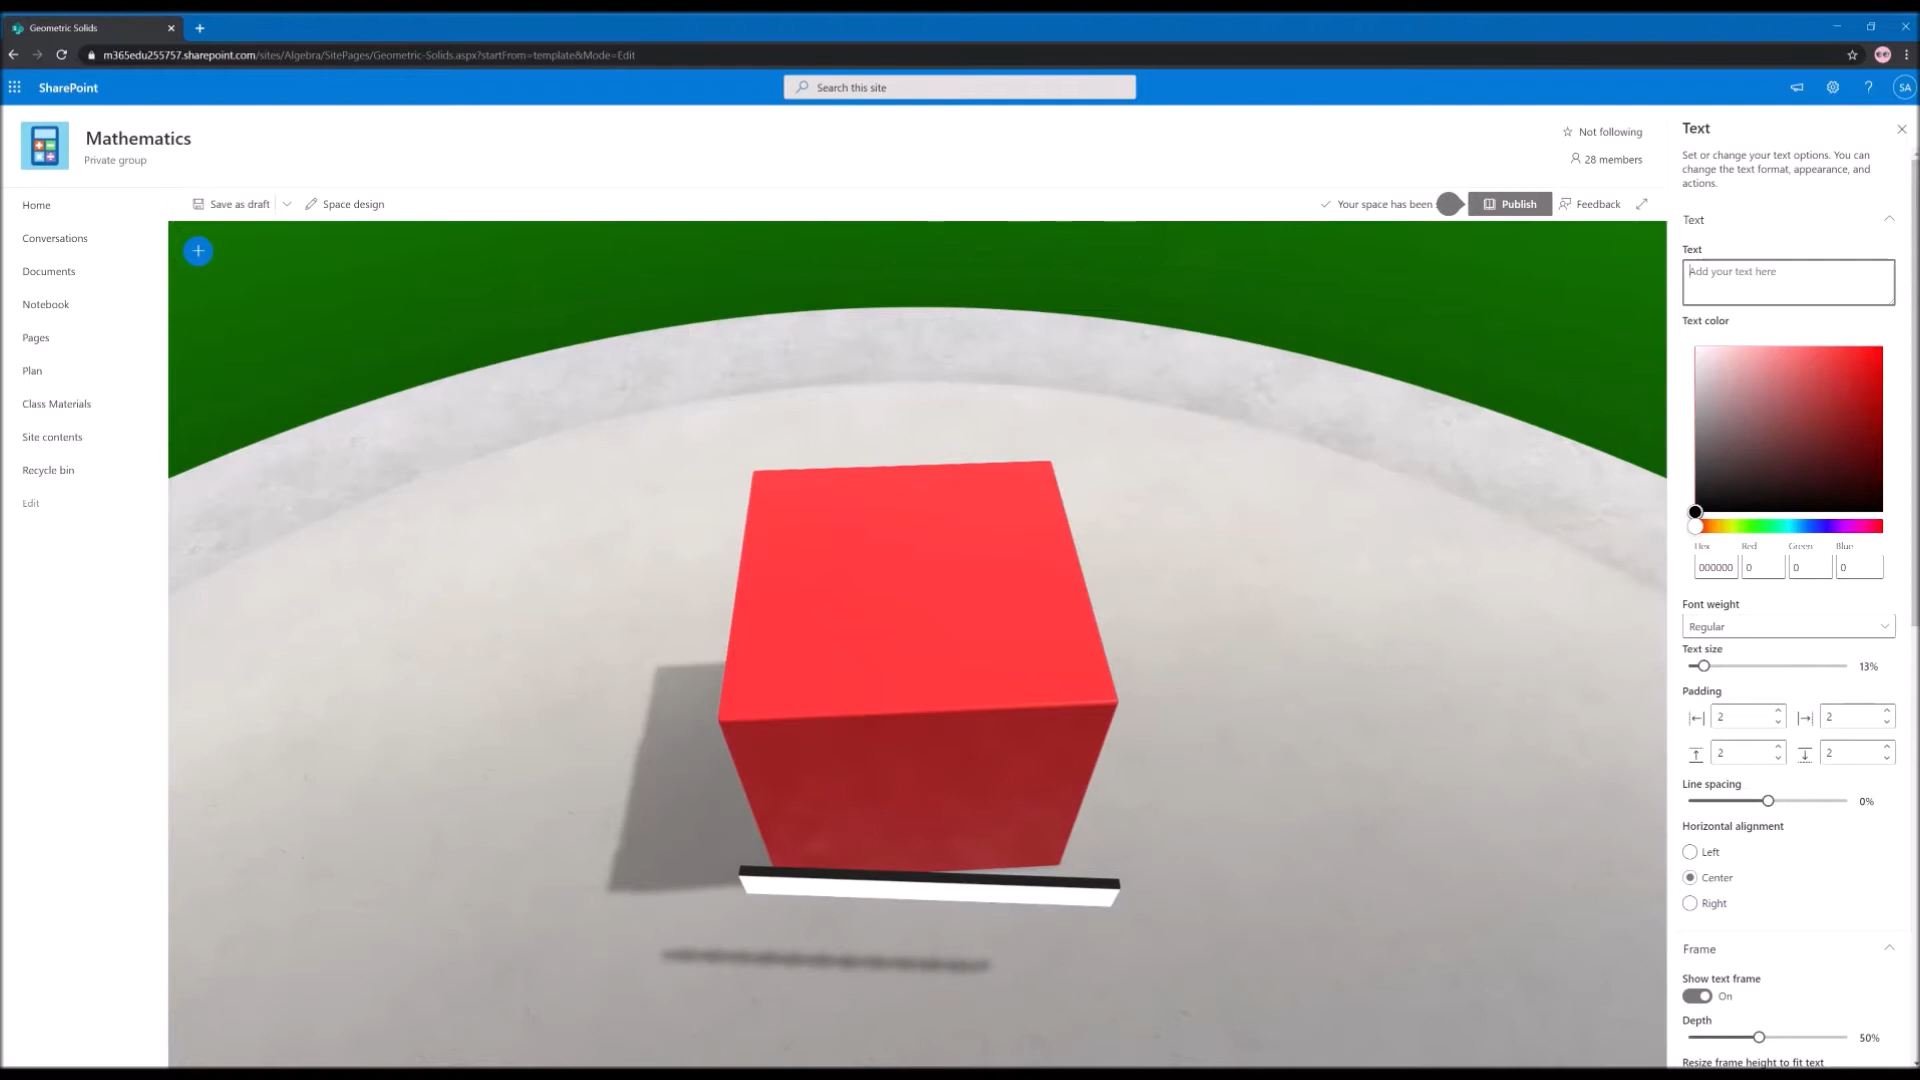 Geometric Solids
m365edu255757.sharepoint.com/sites/Algebra/SitePages/Geometric-Solids.aspx?startFrom=template&Mode=Edit
SharePoint
Search this site
SA
Mathematics
Private group
Not following
28 members
Home
Conversations
Documents
Notebook
Pages
Plan
Class Materials
Site contents
Recycle bin
Edit
Save as draft
Space design
Your space has been
Publish
Feedback
Text
Set or change your text options. You can
change the text format, appearance, and
actions.
Text
Text
Add your text here
Text color
Hex Red Green Blue
000000 0 0 0
Font weight
Regular
Text size
13%
Padding
2 2
2 2
Line spacing
0%
Horizontal alignment
Left
Center
Right
Frame
Show text frame
On
Depth
50%
Resize frame height to fit text